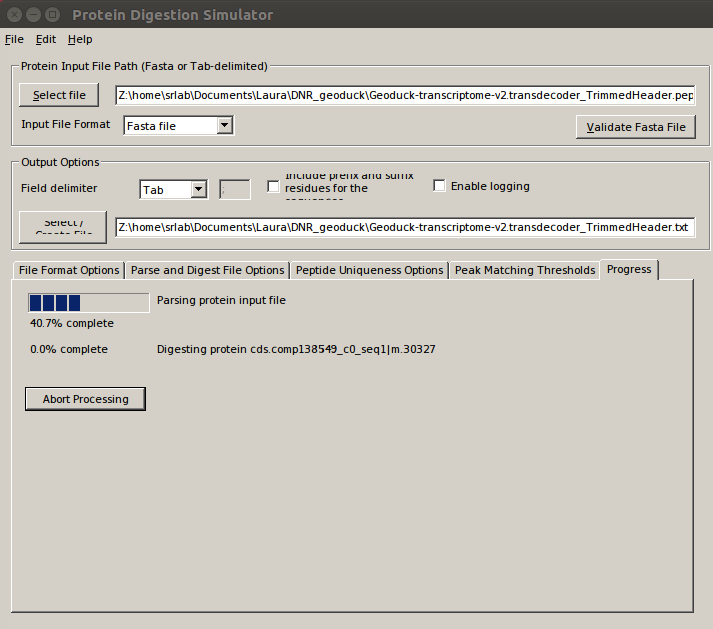 Protein Digestion Simulator
File Edit Help
Protein Input File Path (Fasta or Tab-delimited)
Select file Z:\home\srlab\Documents\Laura\DNR_geoduck\Geoduck-transcriptome-v2.transdecoder_TrimmedHeader.pep
Input File Format Fasta file Validate Fasta File
Output Options
Field delimiter Tab ; Include prefix and suffix residues for the Enable logging
Select / Create File Z:\home\srlab\Documents\Laura\DNR_geoduck\Geoduck-transcriptome-v2.transdecoder_TrimmedHeader.txt
File Format Options Parse and Digest File Options Peptide Uniqueness Options Peak Matching Thresholds Progress
Parsing protein input file
40.7% complete
0.0% complete Digesting protein cds.comp138549_c0_seq1|m.30327
Abort Processing